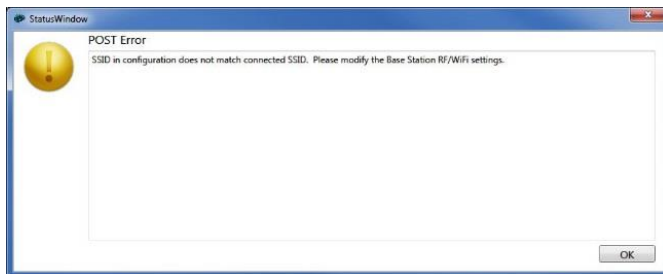 StatusWindow
POST Error
SSID in configuration does not match connected SSID.  Please modify the Base Station RF/WiFi settings.
OK